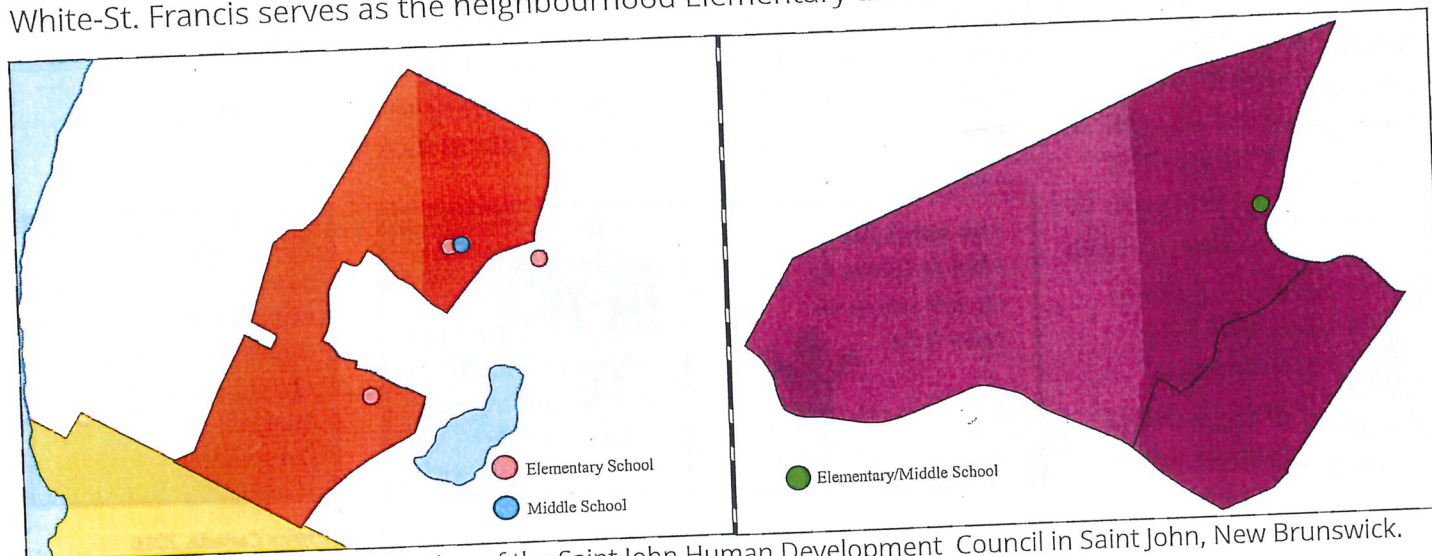 White-St. Francis serves as the neighbourhood Elementary
Elementary School
Middle School
Elementary/Middle School
of the Saint John Human Development Council in Saint John, New Brunswick.